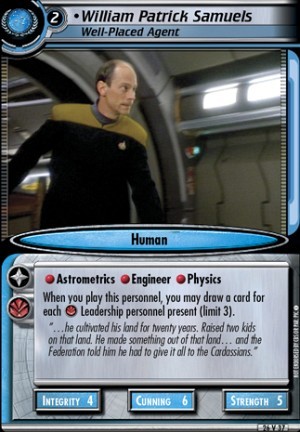 2
•William Patrick Samuels
Well-Placed Agent
Human
Astrometrics Engineer Physics
When you play this personnel, you may draw a card for
each Leadership personnel present (limit 3).
"…he cultivated his land for twenty years. Raised two kids
on that land. He made something out of that land… and the
Federation told him he had to give it all to the Cardassians."
INTEGRITY 4 CUNNING 6 STRENGTH 5